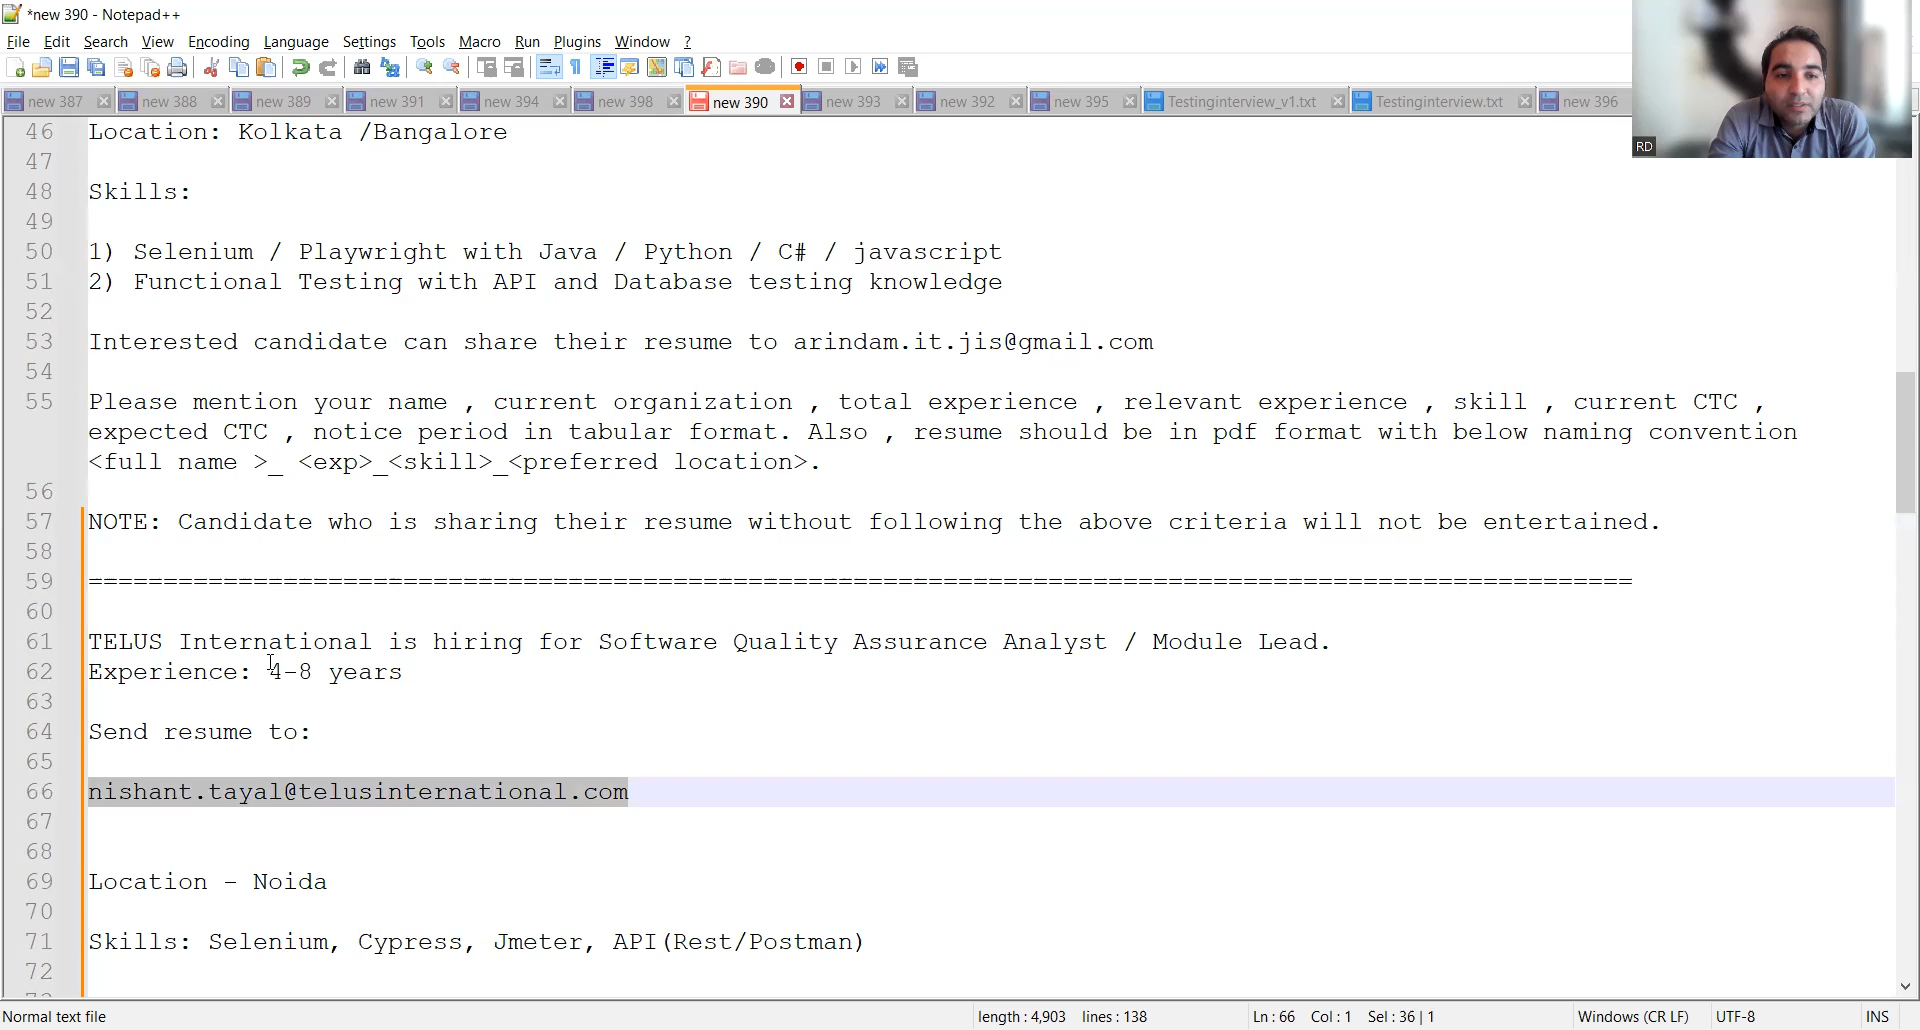 *new 390 - Notepad++
File Edit Search View Encoding Language Settings Tools Macro Run Plugins Window ?
new 387 new 388 new 389 new 391 new 394 new 398 new 390 new 393 new 392 new 395 Testinginterview_v1.txt Testinginterview.txt new 396
RD
46 Location: Kolkata /Bangalore
47
48 Skills:
49
50 1) Selenium / Playwright with Java / Python / C# / javascript
51 2) Functional Testing with API and Database testing knowledge
52
53 Interested candidate can share their resume to arindam.it.jis@gmail.com
54
55 Please mention your name , current organization , total experience , relevant experience , skill , current CTC ,
expected CTC , notice period in tabular format. Also , resume should be in pdf format with below naming convention
<full name >_ <exp>_<skill>_<preferred location>.
56
57 NOTE: Candidate who is sharing their resume without following the above criteria will not be entertained.
58
59 =======================================================================================================
60
61 TELUS International is hiring for Software Quality Assurance Analyst / Module Lead.
62 Experience: 4-8 years
63
64 Send resume to:
65
66 nishant.tayal@telusinternational.com
67
68
69 Location - Noida
70
71 Skills: Selenium, Cypress, Jmeter, API(Rest/Postman)
72
Normal text file length : 4,903 lines : 138 Ln : 66 Col : 1 Sel : 36 | 1 Windows (CR LF) UTF-8 INS